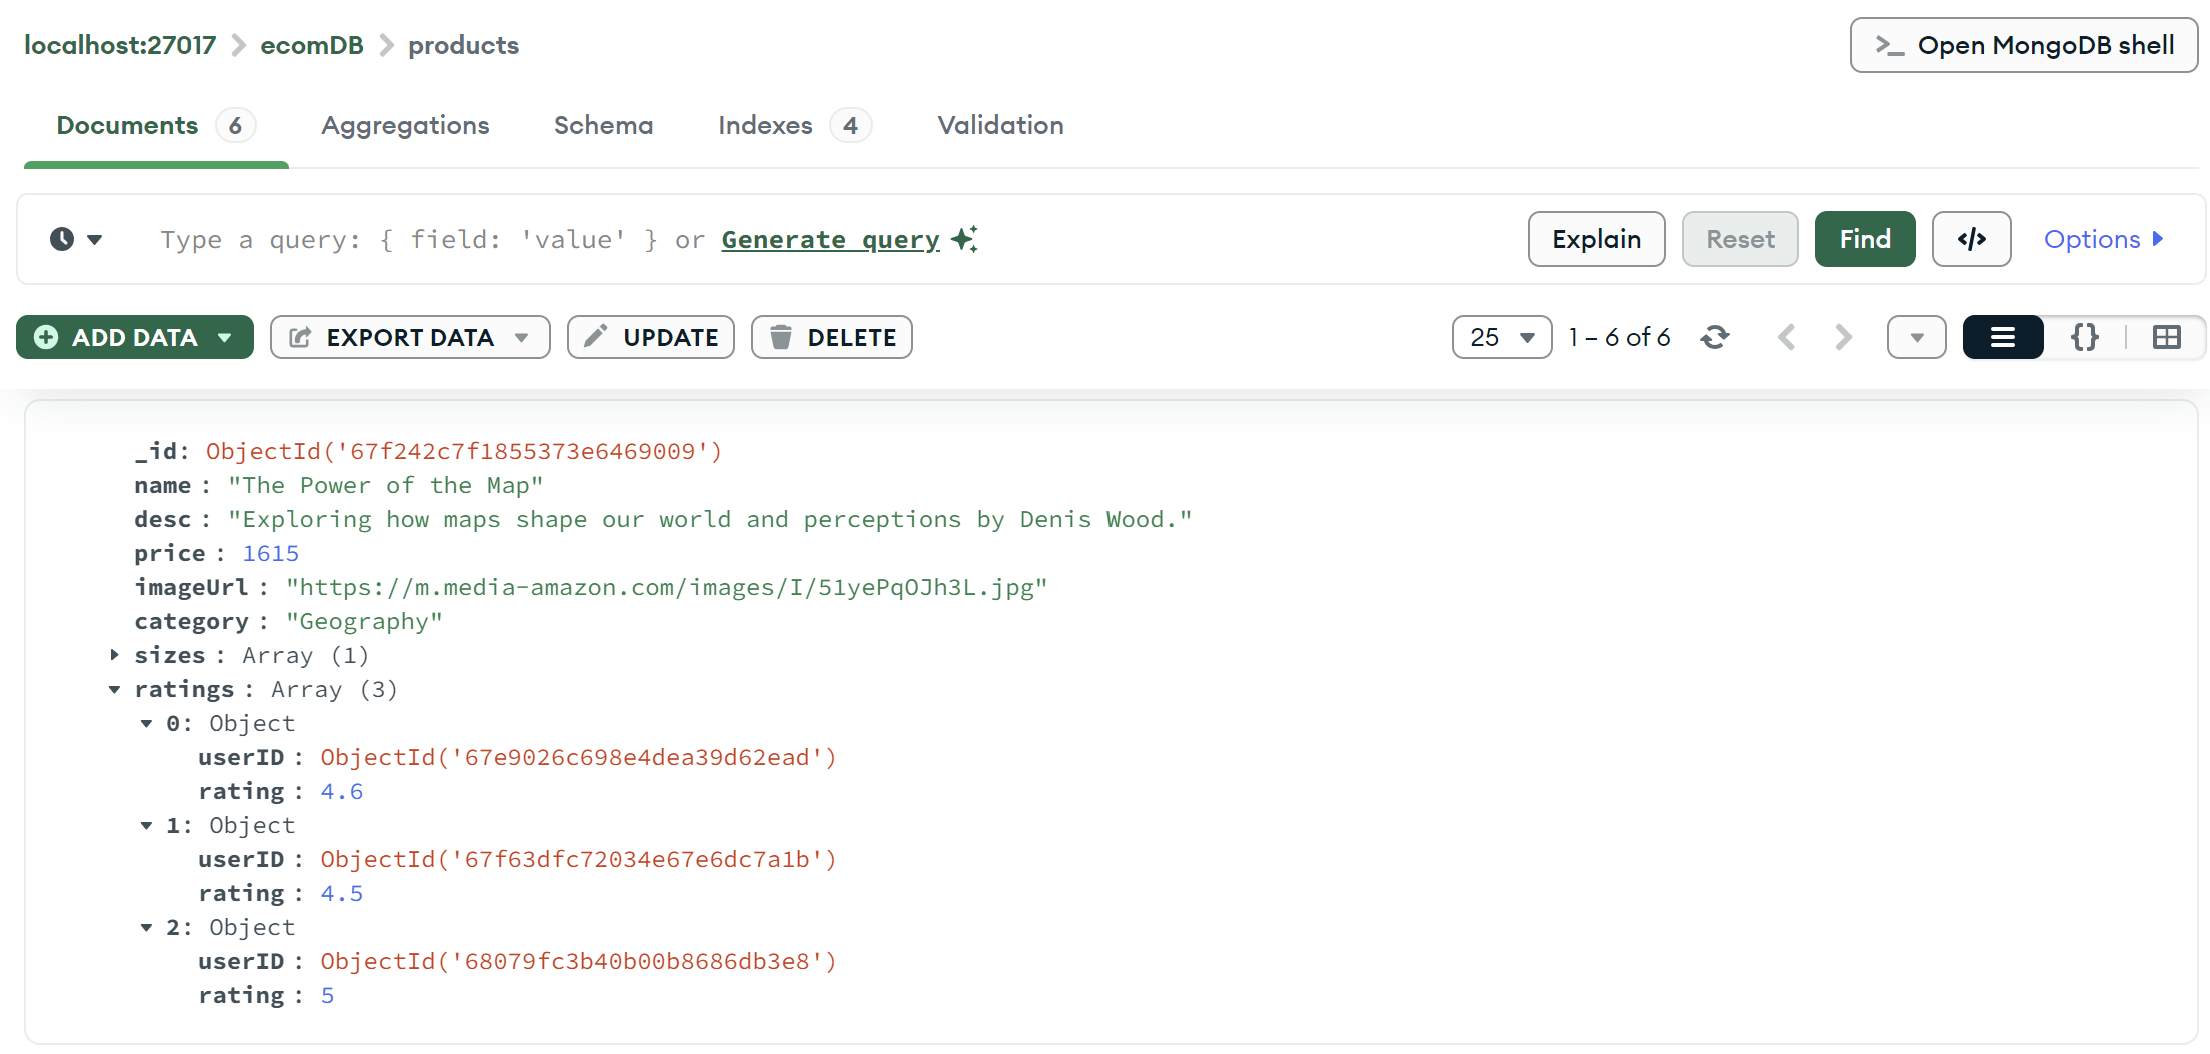 localhost:27017 > ecomDB > products
>_ Open MongoDB shell
Documents 6 Aggregations Schema Indexes 4 Validation
Type a query: { field: 'value' } or Generate query
Explain Reset Find </> Options
ADD DATA EXPORT DATA UPDATE DELETE 25 1 – 6 of 6 {}
_id: ObjectId('67f242c7f1855373e6469009')
name : "The Power of the Map"
desc : "Exploring how maps shape our world and perceptions by Denis Wood."
price : 1615
imageUrl : "https://m.media-amazon.com/images/I/51yePqOJh3L.jpg"
category : "Geography"
sizes : Array (1)
ratings : Array (3)
0: Object
userID : ObjectId('67e9026c698e4dea39d62ead')
rating : 4.6
1: Object
userID : ObjectId('67f63dfc72034e67e6dc7a1b')
rating : 4.5
2: Object
userID : ObjectId('68079fc3b40b00b8686db3e8')
rating : 5